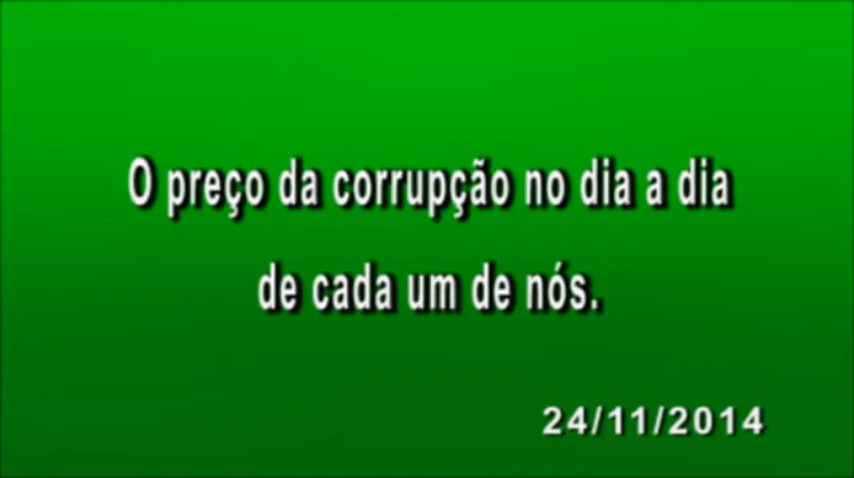 O preço da corrupção no dia a dia
de cada um de nós.
24/11/2014